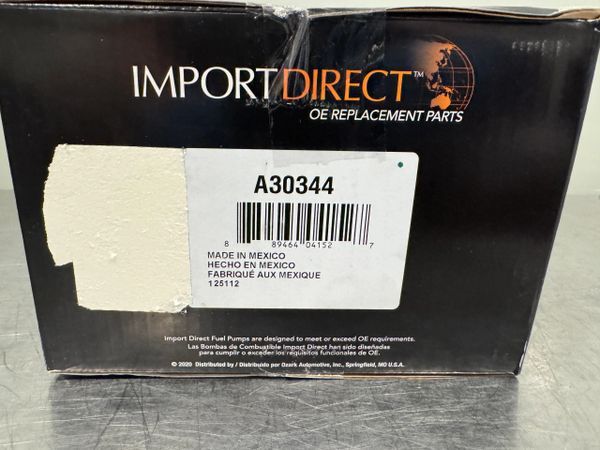 IMPORT DIRECT™
OE REPLACEMENT PARTS
A30344
8 89464 04152 7
MADE IN MEXICO
HECHO EN MEXICO
FABRIQUÉ AUX MEXIQUE
125112
Import Direct Fuel Pumps are designed to meet or exceed OE requirements.
Las Bombas de Combustible Import Direct han sido diseñadas
para cumplir o exceder los requisitos funcionales de OE.
© 2020 Distributed by / Distribuido por Ozark Automotive, Inc., Springfield, MO U.S.A.